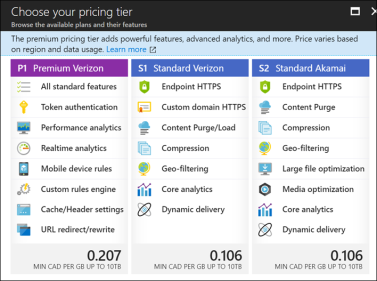 Choose your pricing tier
Browse the available plans and their features
The premium pricing tier adds powerful features, advanced analytics, and more. Price varies based
on region and data usage. Learn more
P1 Premium Verizon
All standard features
Token authentication
Performance analytics
Realtime analytics
Mobile device rules
Custom rules engine
Cache/Header settings
URL redirect/rewrite
0.207
MIN CAD PER GB UP TO 10TB
S1 Standard Verizon
Endpoint HTTPS
Custom domain HTTPS
Content Purge/Load
Compression
Geo-filtering
Core analytics
Dynamic delivery
0.106
MIN CAD PER GB UP TO 10TB
S2 Standard Akamai
Endpoint HTTPS
Content Purge
Compression
Geo-filtering
Large file optimization
Media optimization
Core analytics
Dynamic delivery
0.106
MIN CAD PER GB UP TO 10TB